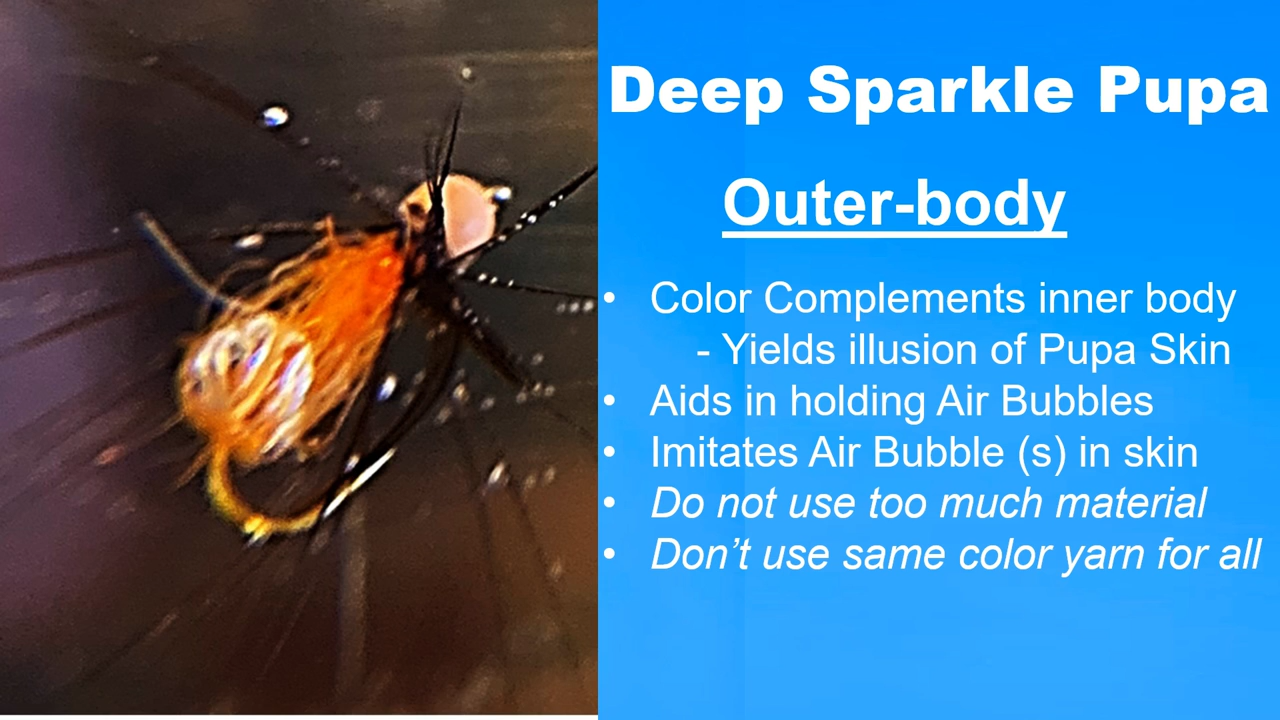 Deep Sparkle Pupa
Outer-body
• Color Complements inner body
- Yields illusion of Pupa Skin
• Aids in holding Air Bubbles
• Imitates Air Bubble (s) in skin
• Do not use too much material
• Don’t use same color yarn for all